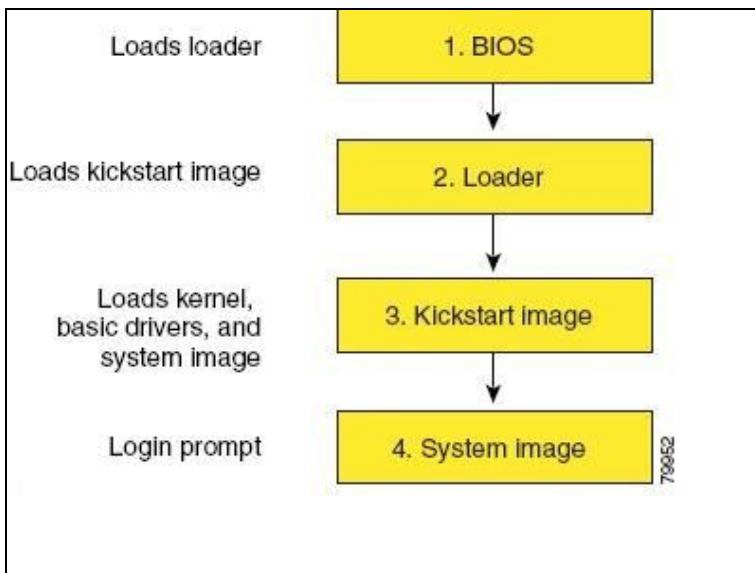 Loads loader
1. BIOS
Loads kickstart image
2. Loader
Loads kernel,
basic drivers, and
system image
3. Kickstart image
Login prompt
4. System image
79952